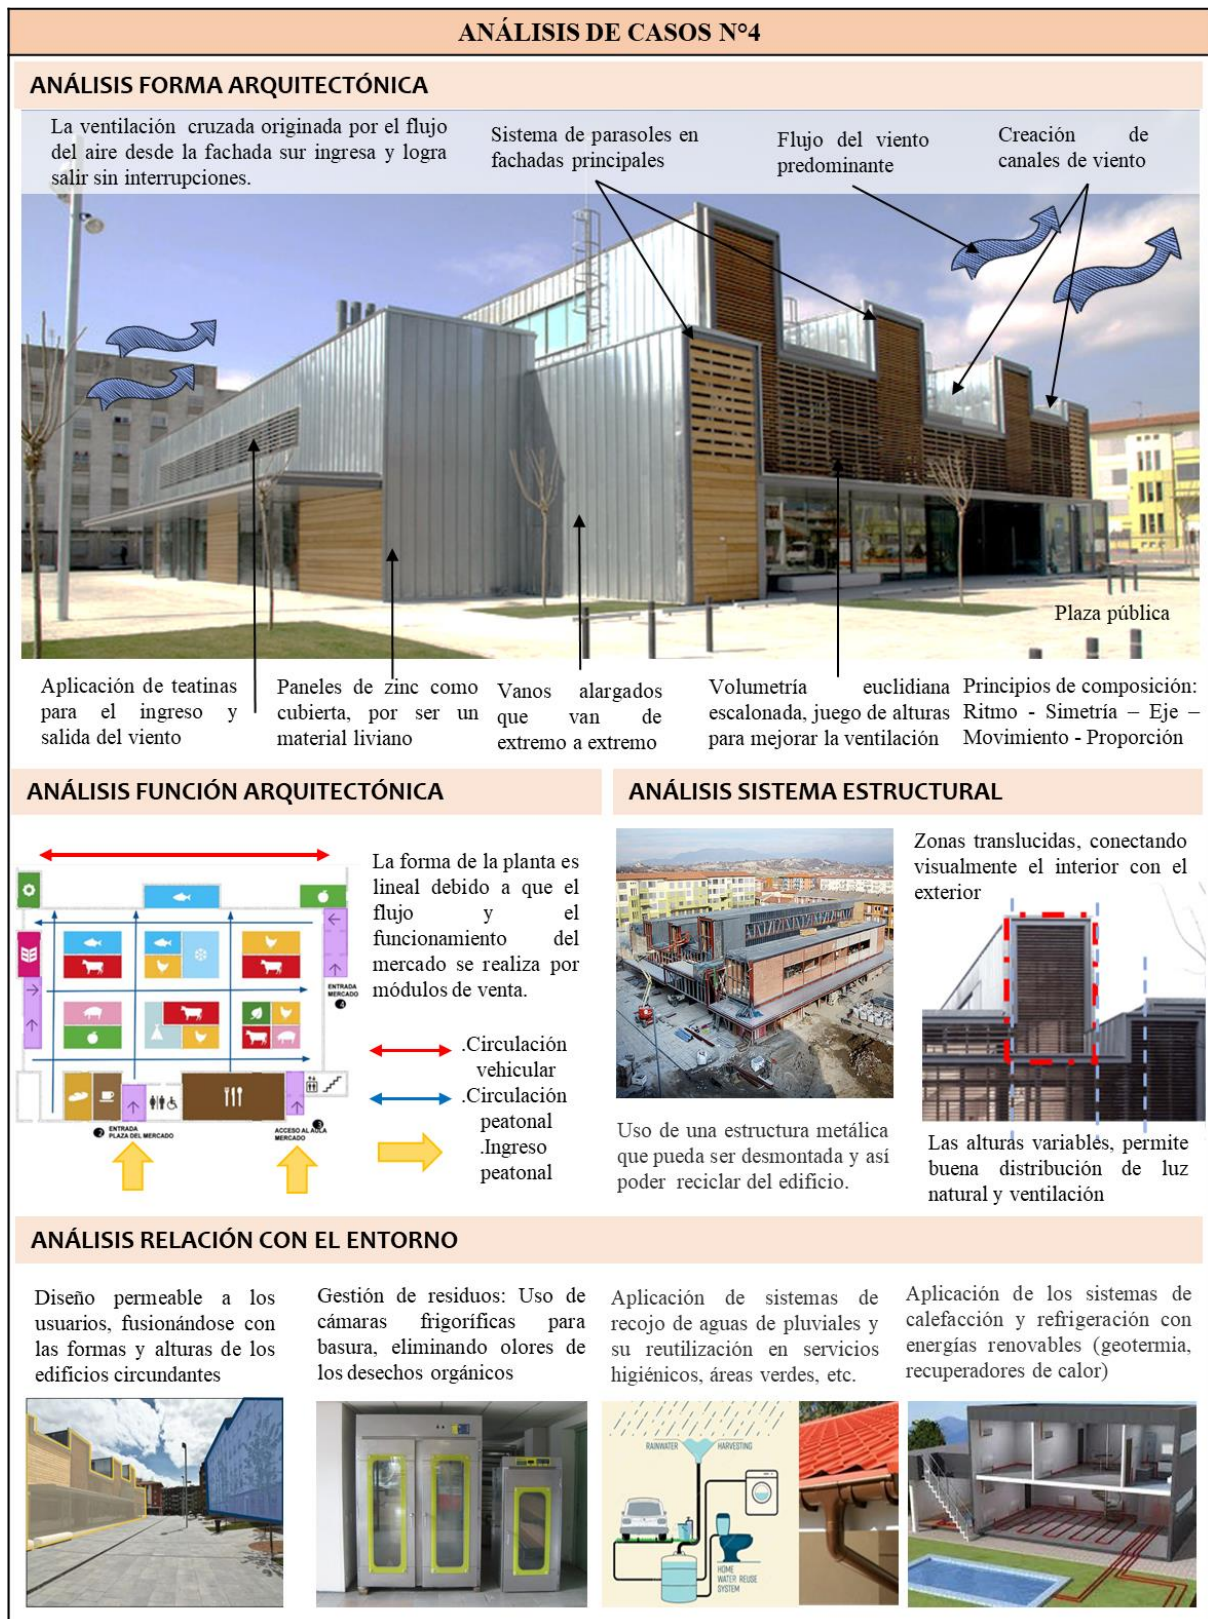 ANÁLISIS DE CASOS N°4
ANÁLISIS FORMA ARQUITECTÓNICA
La ventilación cruzada originada por el flujo
del aire desde la fachada sur ingresa y logra
salir sin interrupciones.
Sistema de parasoles en
fachadas principales
Flujo del viento
predominante
Creación de
canales de viento
Plaza pública
Aplicación de teatinas
para el ingreso y
salida del viento
Paneles de zinc como
cubierta, por ser un
material liviano
Vanos alargados
que van de
extremo a extremo
Volumetría euclidiana
escalonada, juego de alturas
para mejorar la ventilación
Principios de composición:
Ritmo - Simetría – Eje –
Movimiento - Proporción
ANÁLISIS FUNCIÓN ARQUITECTÓNICA
La forma de la planta es
lineal debido a que el
flujo y el
funcionamiento del
mercado se realiza por
módulos de venta.
ENTRADA
MERCADO
4
2 ENTRADA
PLAZA DEL MERCADO
3
ACCESO AL AULA
MERCADO
.Circulación
vehicular
.Circulación
peatonal
.Ingreso
peatonal
ANÁLISIS SISTEMA ESTRUCTURAL
Zonas translucidas, conectando
visualmente el interior con el
exterior
Uso de una estructura metálica
que pueda ser desmontada y así
poder reciclar del edificio.
Las alturas variables, permite
buena distribución de luz
natural y ventilación
ANÁLISIS RELACIÓN CON EL ENTORNO
Diseño permeable a los
usuarios, fusionándose con
las formas y alturas de los
edificios circundantes
Gestión de residuos: Uso de
cámaras frigoríficas para
basura, eliminando olores de
los desechos orgánicos
Aplicación de sistemas de
recojo de aguas de pluviales y
su reutilización en servicios
higiénicos, áreas verdes, etc.
Aplicación de los sistemas de
calefacción y refrigeración con
energías renovables (geotermia,
recuperadores de calor)
RAINWATER HARVESTING
HOME
WATER REUSE
SYSTEM